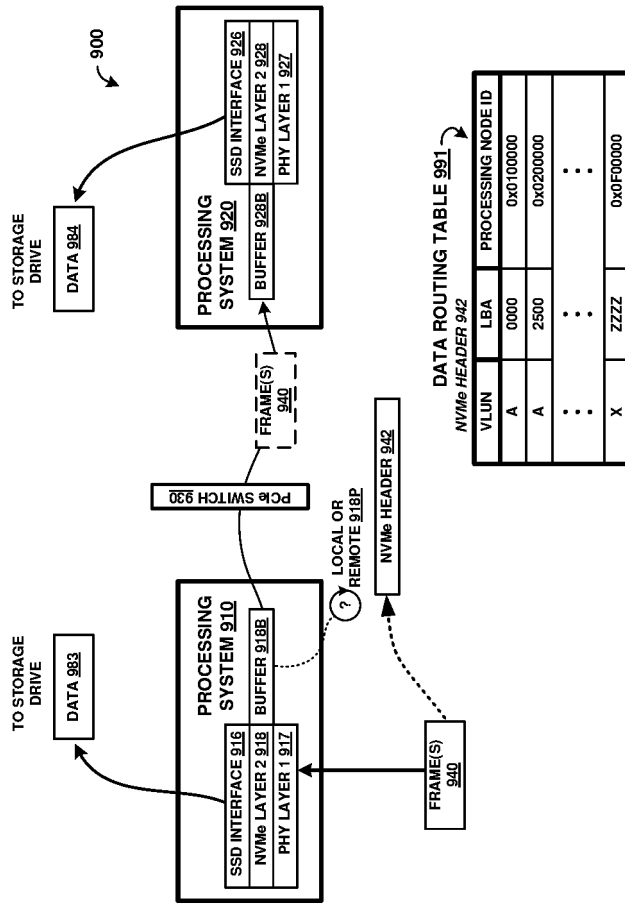 900
TO STORAGE
DRIVE
DATA 983
TO STORAGE
DRIVE
DATA 984
PROCESSING
SYSTEM 910
SSD INTERFACE 916
NVMe LAYER 2 918
PHY LAYER 1 917
BUFFER 918B
PCIe SWITCH 930
FRAME(S)
940
PROCESSING
SYSTEM 920
BUFFER 928B
SSD INTERFACE 926
NVMe LAYER 2 928
PHY LAYER 1 927
?
LOCAL OR
REMOTE 918P
FRAME(S)
940
NVMe HEADER 942
DATA ROUTING TABLE 991
NVMe HEADER 942
VLUN LBA PROCESSING NODE ID
A 0000 0x0100000
A 2500 0x0200000
• • • • • • • • •
X ZZZZ 0x0F00000